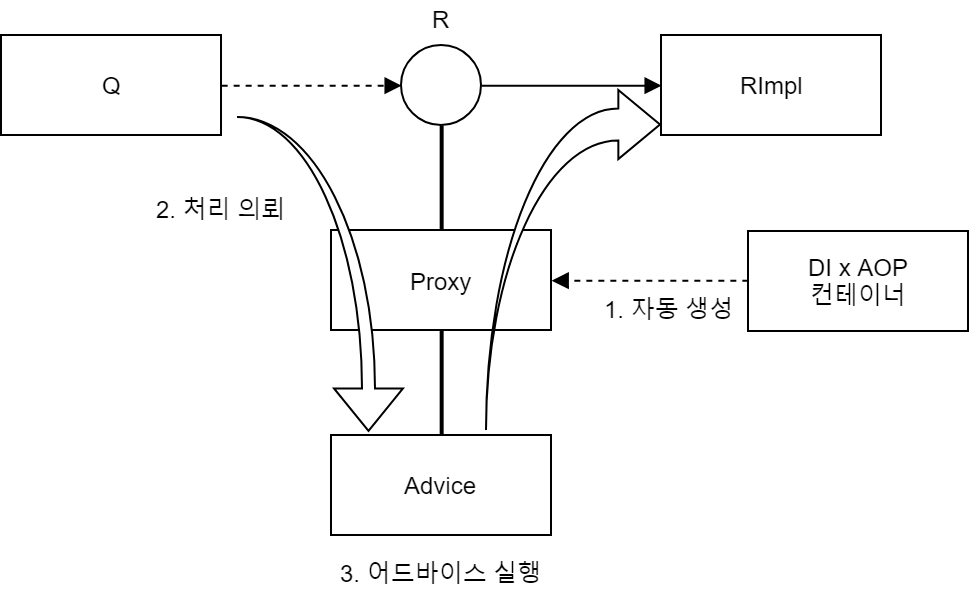 R
Q
RImpl
2. 처리 의뢰
Proxy
DI x AOP
컨테이너
1. 자동 생성
Advice
3. 어드바이스 실행